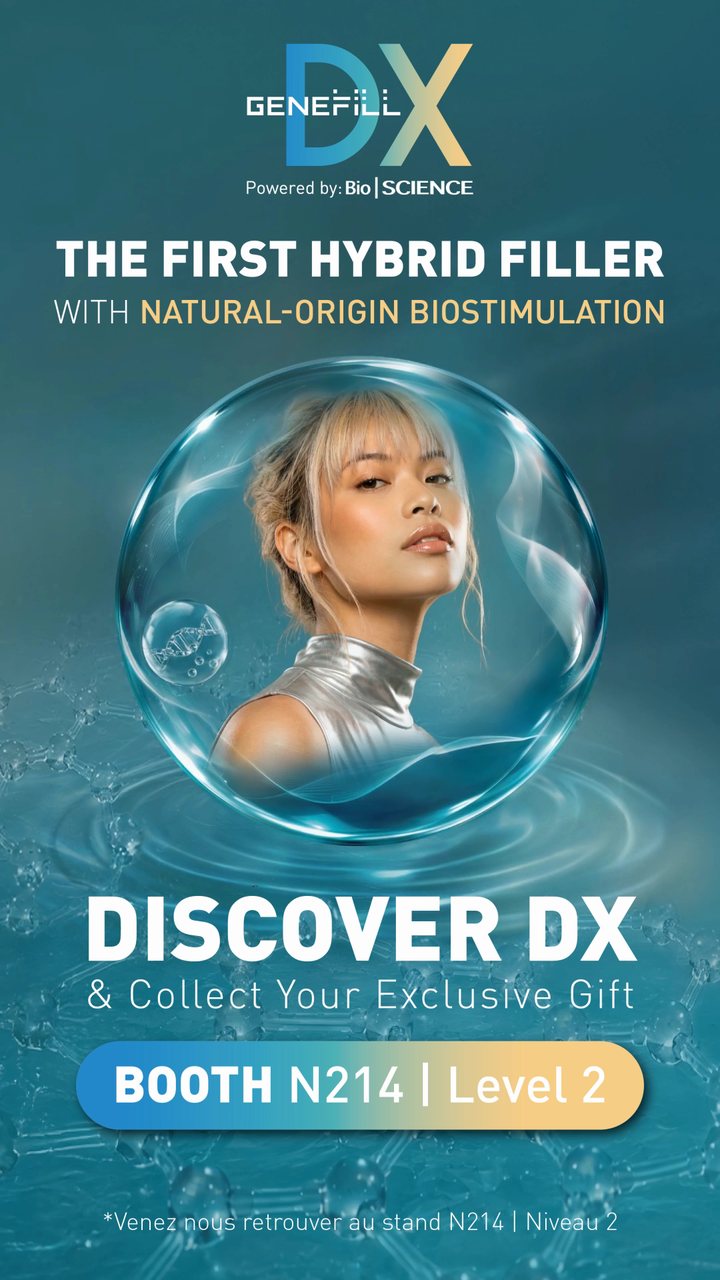 DX
GENEFILL
Powered by: Bio|SCIENCE
THE FIRST HYBRID FILLER
WITH NATURAL-ORIGIN BIOSTIMULATION
DISCOVER DX
& Collect Your Exclusive Gift
BOOTH N214 | Level 2
*Venez nous retrouver au stand N214 | Niveau 2